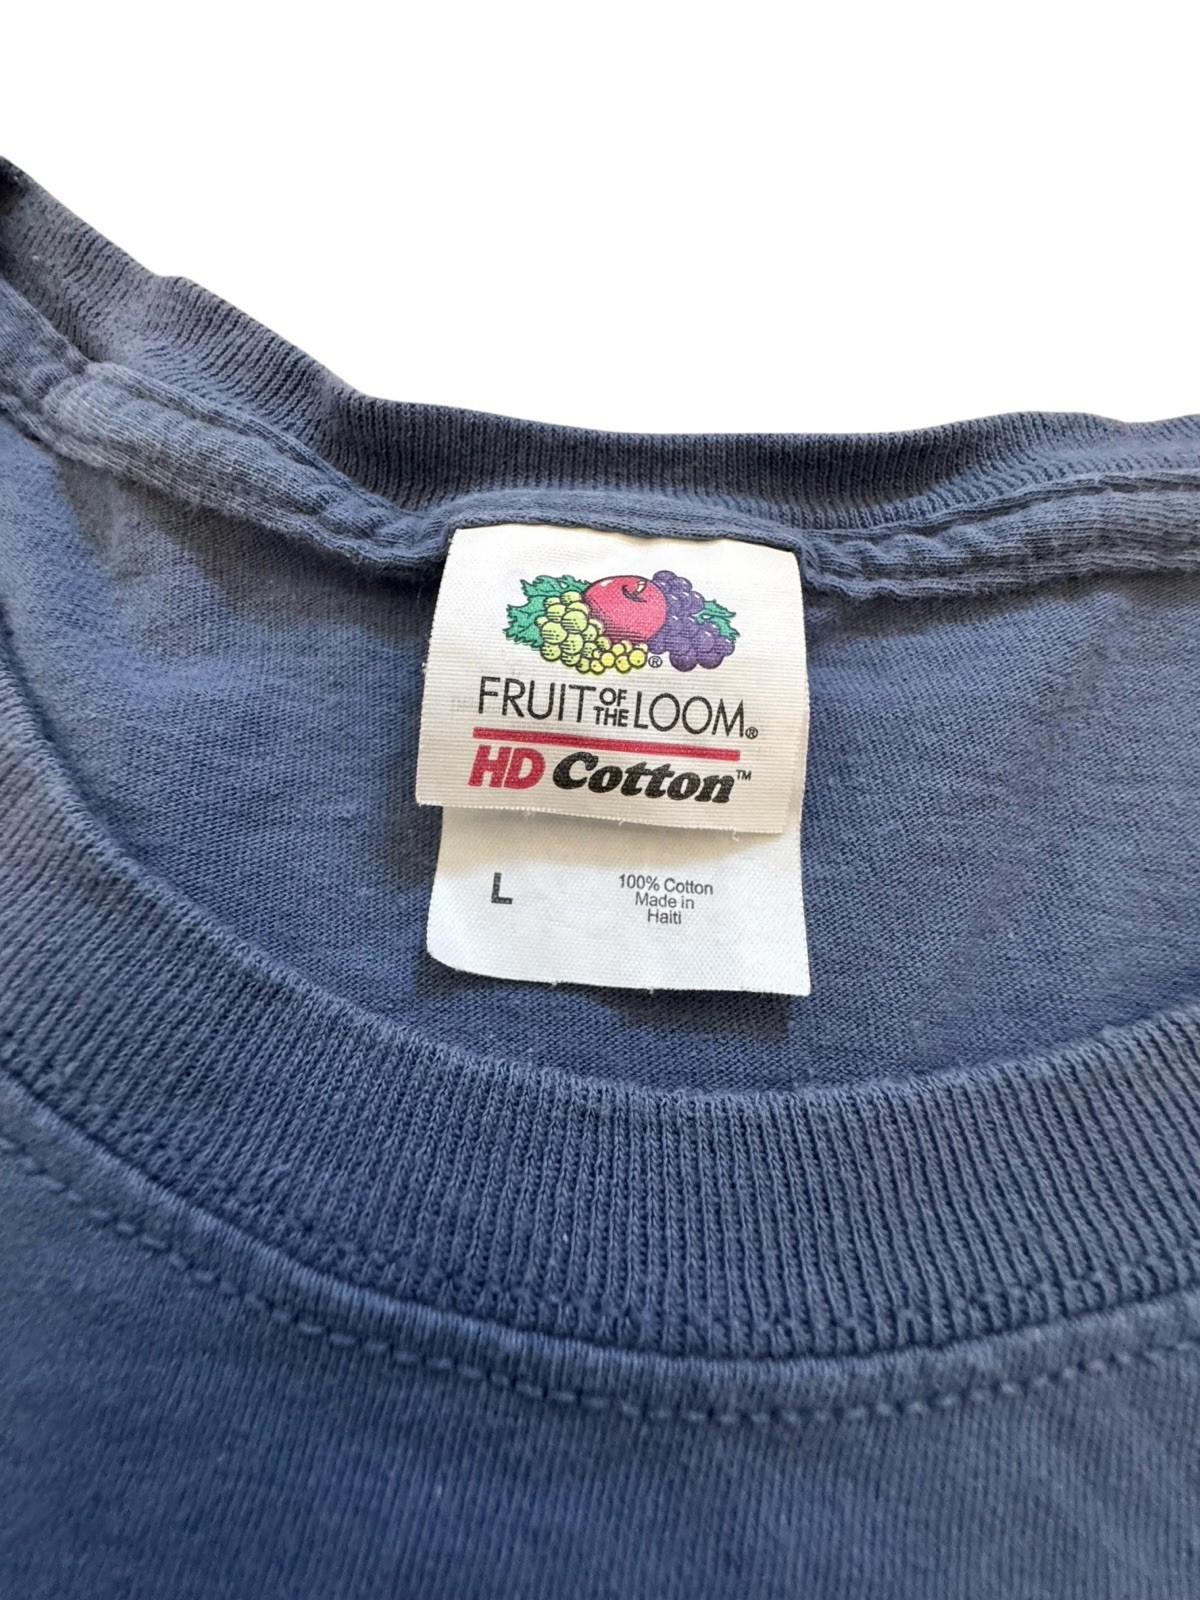 ®
FRUIT OF THE LOOM®
HD Cotton™
L
100% Cotton
Made in
Haiti